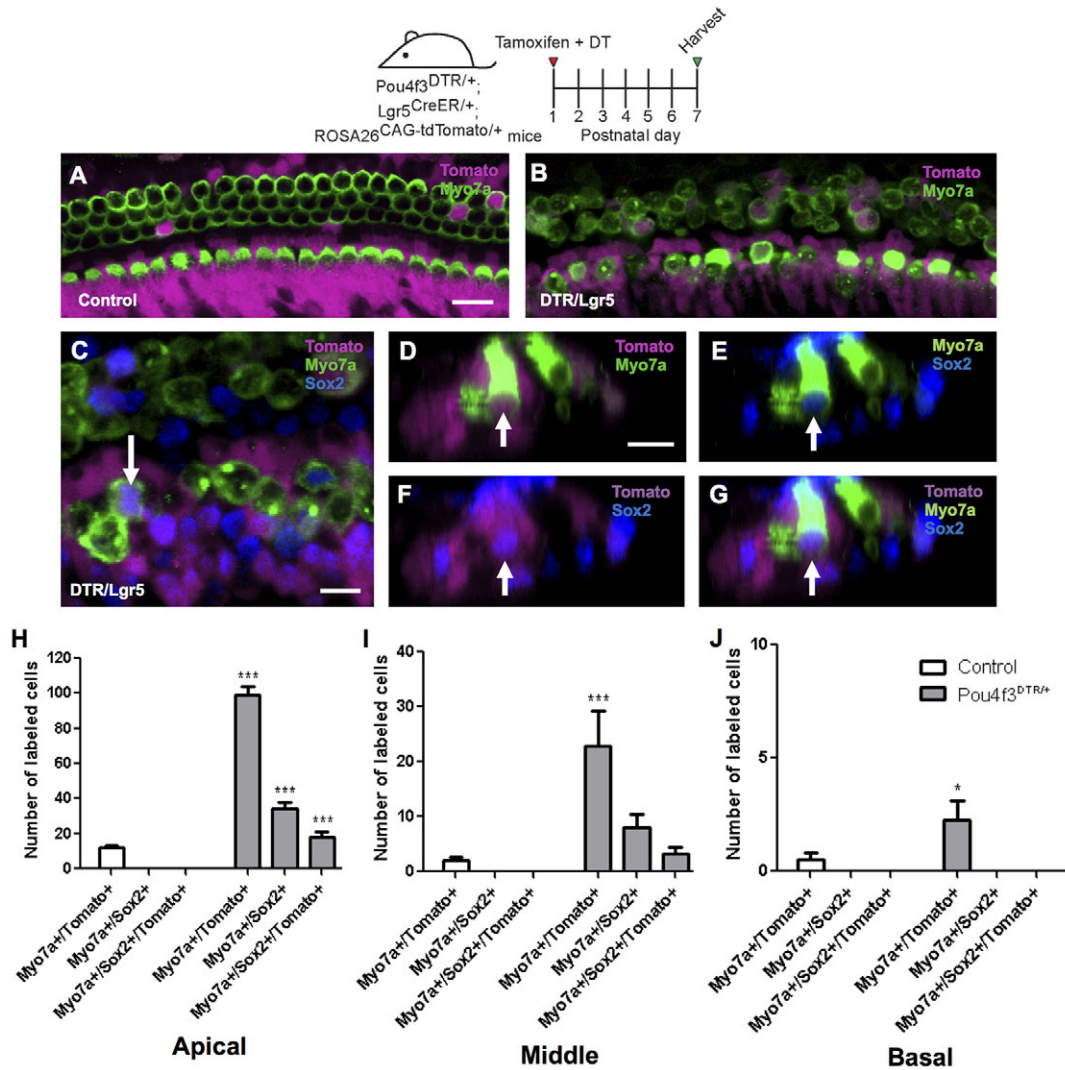 Tamoxifen + DT
Harvest
Pou4f3DTR/+;
Lgr5CreER/+;
ROSA26CAG-tdTomato/+ mice
1 2 3 4 5 6 7
Postnatal day
A
Tomato
Myo7a
Control
B
Tomato
Myo7a
DTR/Lgr5
C
Tomato
Myo7a
Sox2
DTR/Lgr5
D
Tomato
Myo7a
E
Myo7a
Sox2
F
Tomato
Sox2
G
Tomato
Myo7a
Sox2
H
Number of labeled cells
120
100
80
60
40
20
0
***
***
***
Myo7a+/Tomato+
Myo7a+/Sox2+
Myo7a+/Sox2+/Tomato+
Myo7a+/Tomato+
Myo7a+/Sox2+
Myo7a+/Sox2+/Tomato+
Apical
I
Number of labeled cells
40
30
20
10
0
***
Myo7a+/Tomato+
Myo7a+/Sox2+
Myo7a+/Sox2+/Tomato+
Myo7a+/Tomato+
Myo7a+/Sox2+
Myo7a+/Sox2+/Tomato+
Middle
J
Number of labeled cells
10
5
0
Control
Pou4f3DTR/+
*
Myo7a+/Tomato+
Myo7a+/Sox2+
Myo7a+/Sox2+/Tomato+
Myo7a+/Tomato+
Myo7a+/Sox2+
Myo7a+/Sox2+/Tomato+
Basal